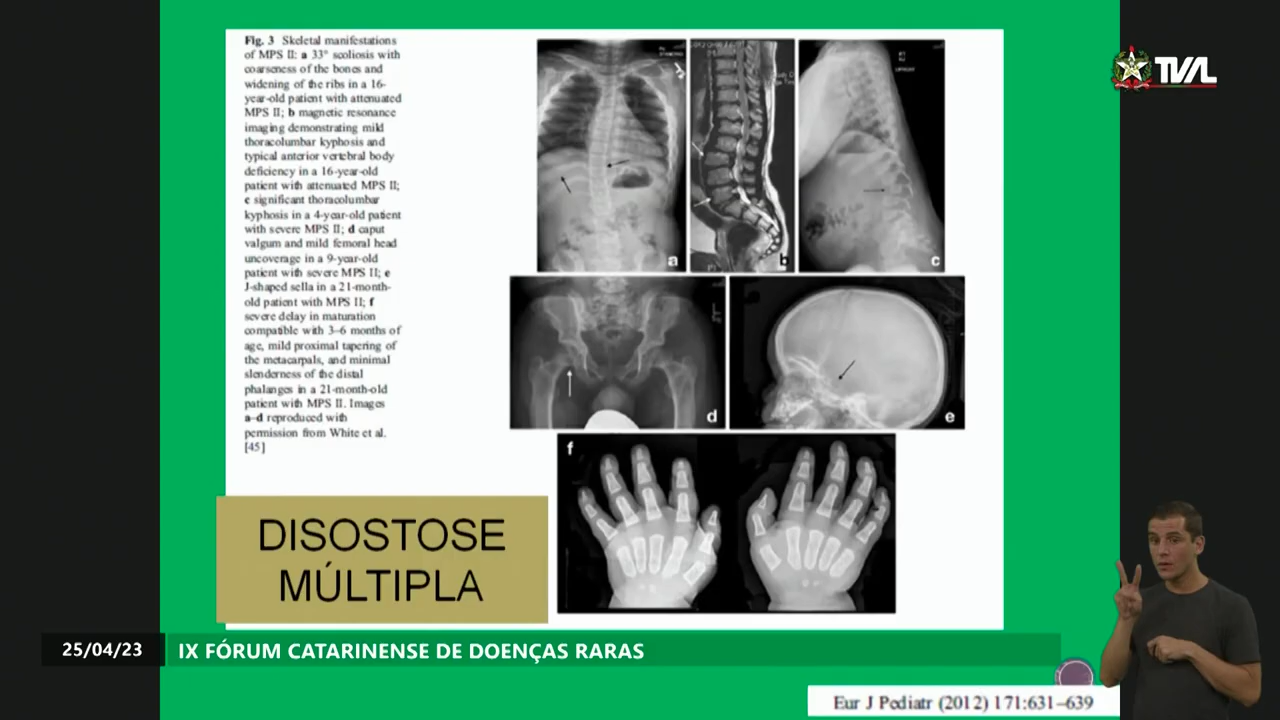 Fig. 3 Skeletal manifestations
of MPS II: a 33° scoliosis with
coarseness of the bones and
widening of the ribs in a 16-
year-old patient with attenuated
MPS II; b magnetic resonance
imaging demonstrating mild
thoracolumbar kyphosis and
typical anterior vertebral body
deficiency in a 16-year-old
patient with attenuated MPS II;
c significant thoracolumbar
kyphosis in a 4-year-old patient
with severe MPS II; d caput
valgum and mild femoral head
uncoverage in a 9-year-old
patient with severe MPS II; e
J-shaped sella in a 21-month-
old patient with MPS II; f
severe delay in maturation
compatible with 3–6 months of
age, mild proximal tapering of
the metacarpals, and minimal
slenderness of the distal
phalanges in a 21-month-old
patient with MPS II. Images
a–d reproduced with
permission from White et al.
[45]
a
b
c
d
e
f
TVAL
DISOSTOSE
MÚLTIPLA
25/04/23
IX FÓRUM CATARINENSE DE DOENÇAS RARAS
Eur J Pediatr (2012) 171:631–639